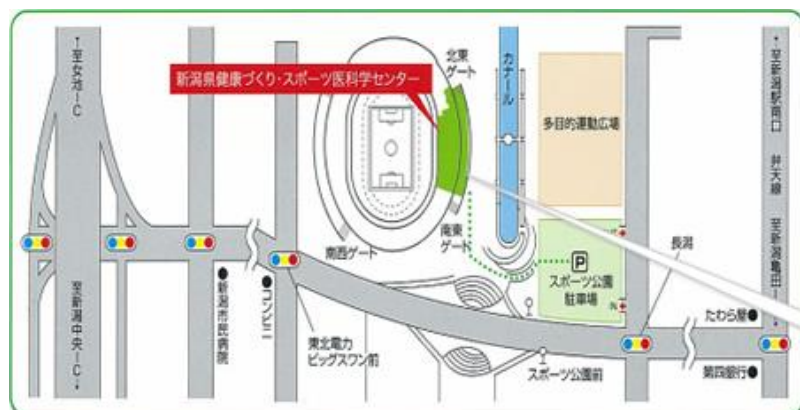 ↑至女池IC
新潟県健康づくり・スポーツ医科学センター
北東
ゲート
カナール
多目的運動広場
↑至新潟駅南口
弁天線
至新潟亀田IC↓
南西ゲート
南東
ゲート
P
スポーツ公園
駐車場
長潟
至新潟中央IC↓
●新潟市民病院
●コンビニ
東北電力
ビッグスワン前
IN
スポーツ公園前
たわら屋●
第四銀行●